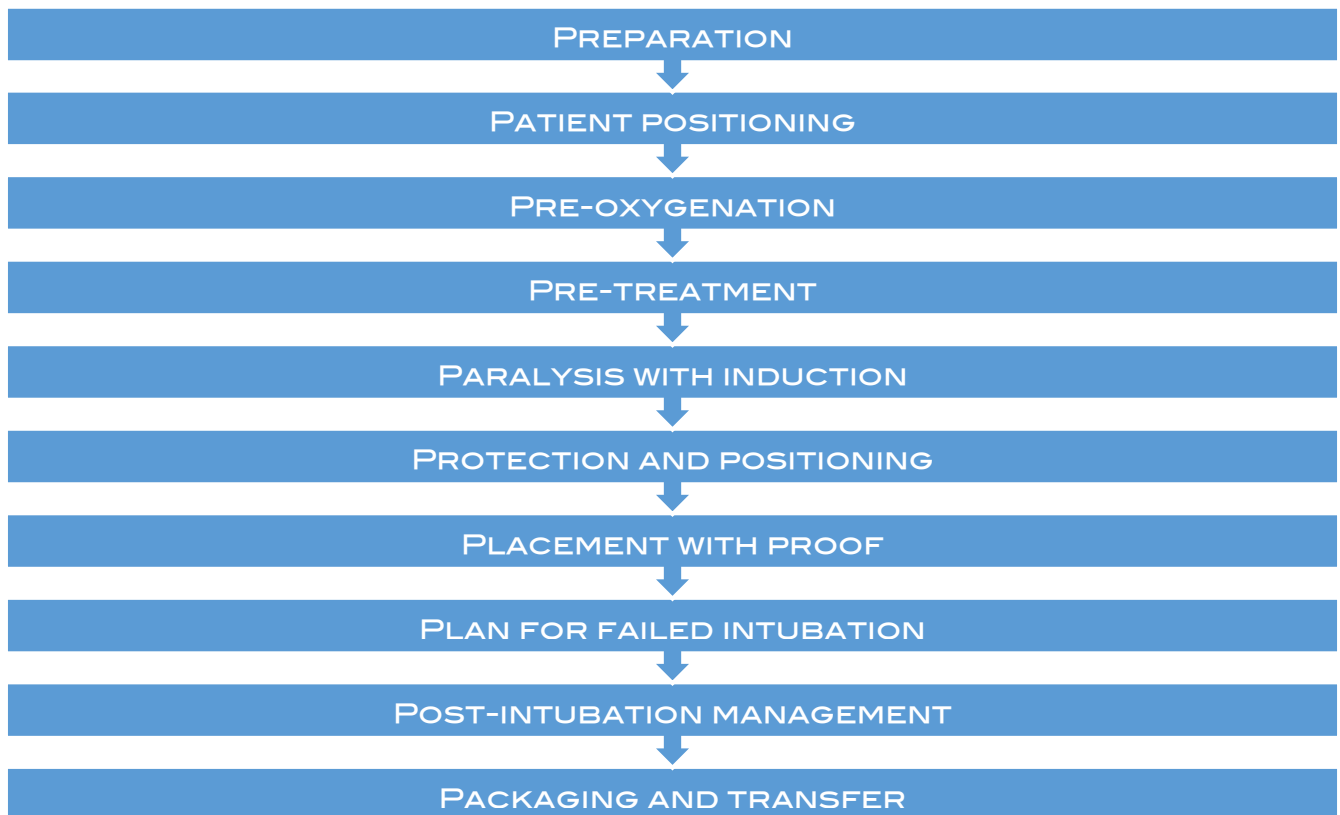 Preparation
Patient positioning
Pre-oxygenation
Pre-treatment
Paralysis with induction
Protection and positioning
Placement with proof
Plan for failed intubation
Post-intubation management
Packaging and transfer